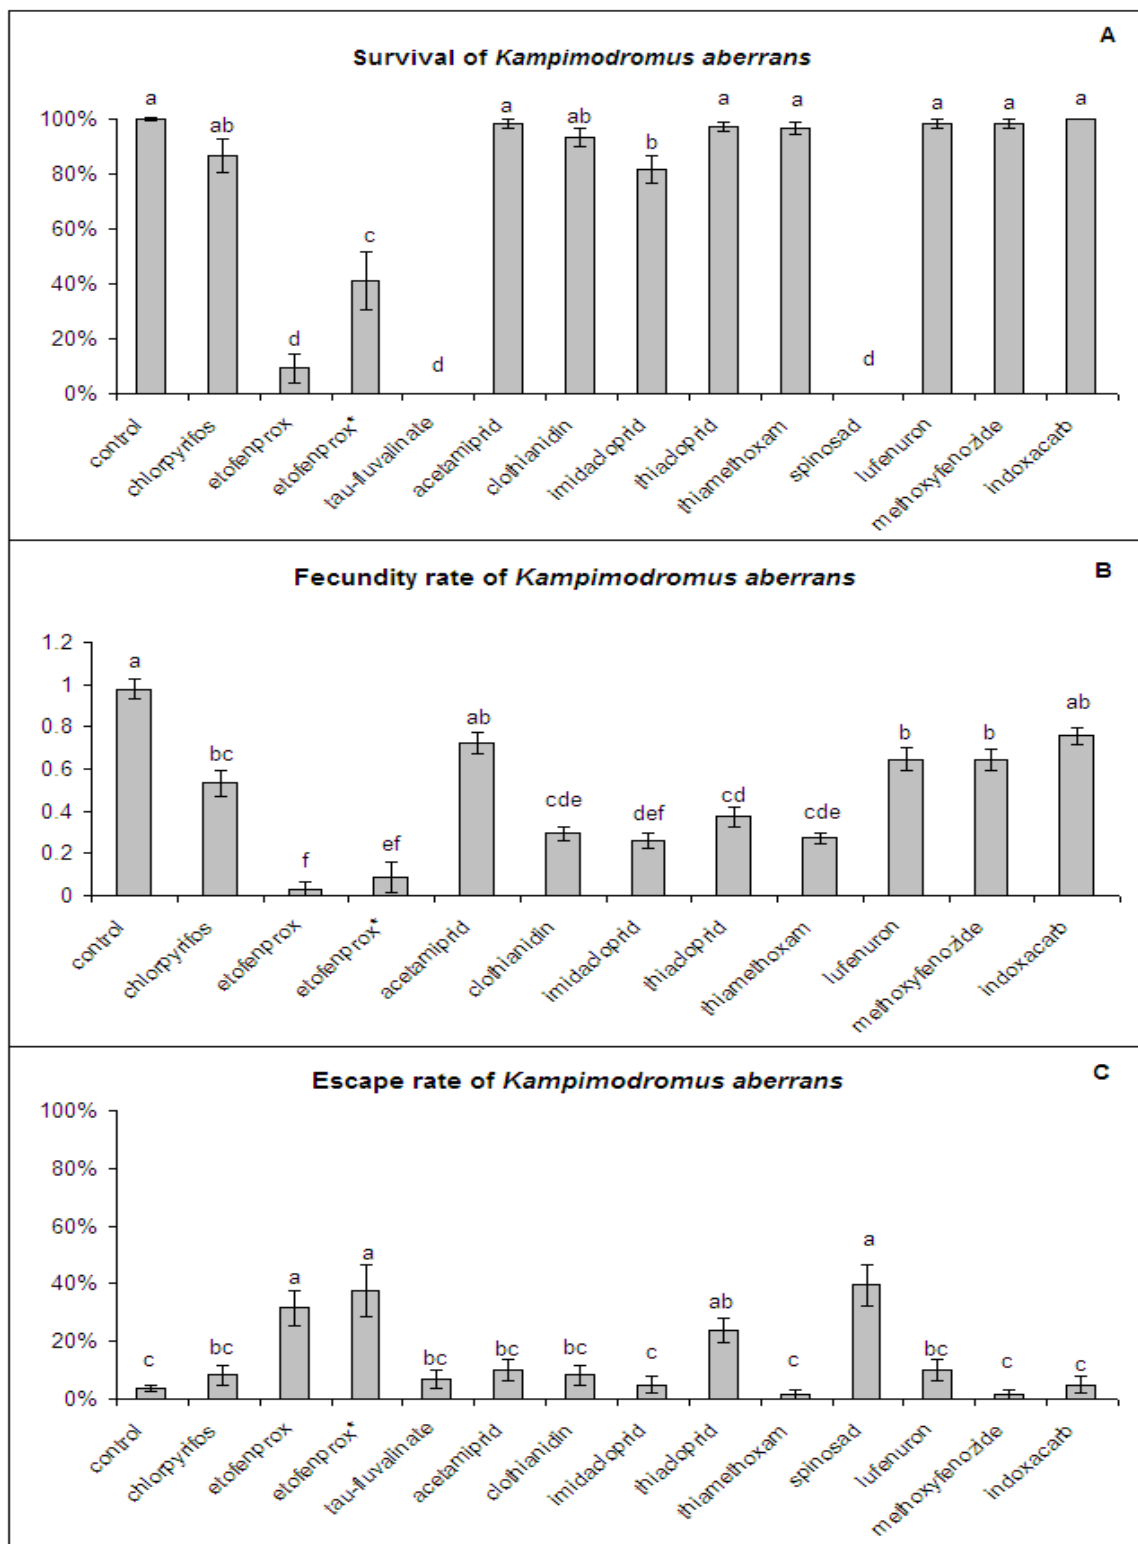 A
Survival of Kampimodromus aberrans
a ab d c d a ab b a a d a a a
100%
80%
60%
40%
20%
0%
control chlorpyrifos etofenprox etofenprox* tau-fluvalinate acetamiprid clothianidin imidacloprid thiacloprid thiamethoxam spinosad lufenuron methoxyfenozide indoxacarb
B
Fecundity rate of Kampimodromus aberrans
a bc f ef ab cde def cd cde b b ab
1.2
1
0.8
0.6
0.4
0.2
0
control chlorpyrifos etofenprox etofenprox* acetamiprid clothianidin imidacloprid thiacloprid thiamethoxam lufenuron methoxyfenozide indoxacarb
C
Escape rate of Kampimodromus aberrans
c bc a a bc bc bc c ab c a bc c c
100%
80%
60%
40%
20%
0%
control chlorpyrifos etofenprox etofenprox* tau-fluvalinate acetamiprid clothianidin imidacloprid thiacloprid thiamethoxam spinosad lufenuron methoxyfenozide indoxacarb